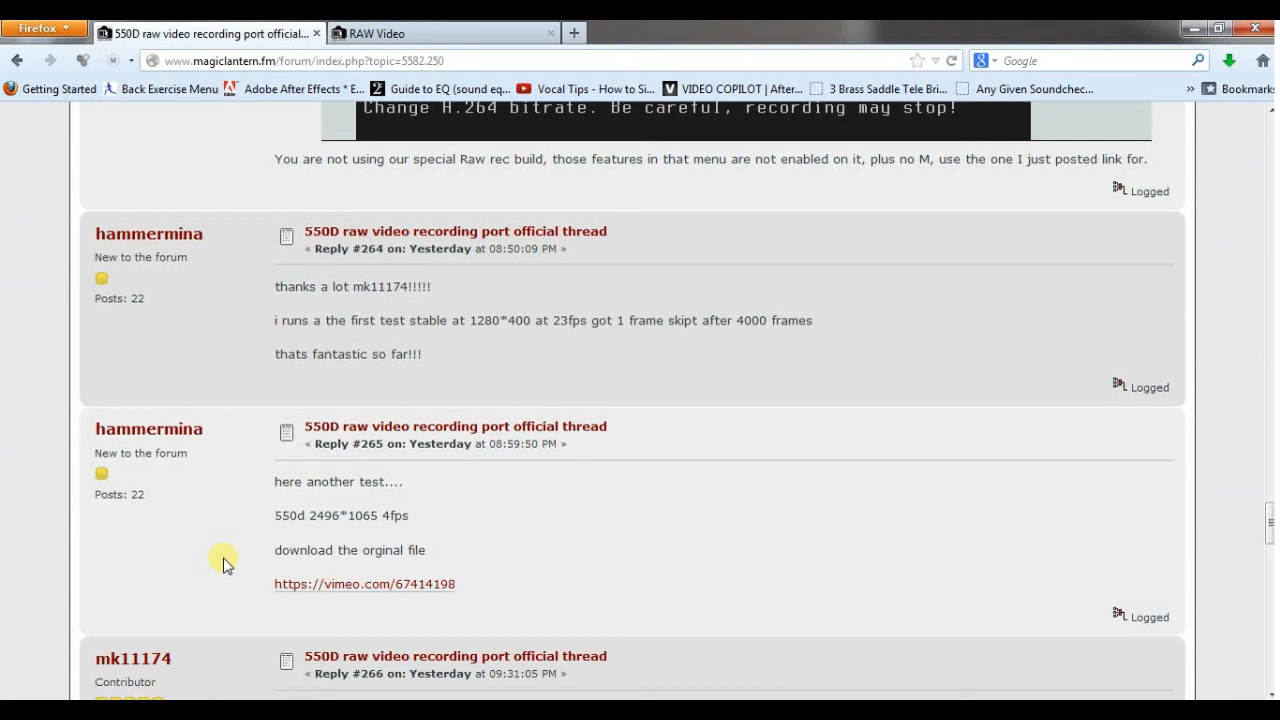 Firefox
550D raw video recording port official...
RAW Video
www.magiclantern.fm/forum/index.php?topic=5582.250
Google
Getting Started
Back Exercise Menu
Adobe After Effects * E...
Guide to EQ (sound eq...
Vocal Tips - How to Si...
VIDEO COPILOT | After...
3 Brass Saddle Tele Bri...
Any Given Soundchec...
Bookmarks
Change H.264 bitrate. Be careful, recording may stop!
You are not using our special Raw rec build, those features in that menu are not enabled on it, plus no M, use the one I just posted link for.
Logged
hammermina
New to the forum
Posts: 22
550D raw video recording port official thread
« Reply #264 on: Yesterday at 08:50:09 PM »
thanks a lot mk11174!!!!!
i runs a the first test stable at 1280*400 at 23fps got 1 frame skipt after 4000 frames
thats fantastic so far!!!
Logged
hammermina
New to the forum
Posts: 22
550D raw video recording port official thread
« Reply #265 on: Yesterday at 08:59:50 PM »
here another test....
550d 2496*1065 4fps
download the orginal file
https://vimeo.com/67414198
Logged
mk11174
Contributor
550D raw video recording port official thread
« Reply #266 on: Yesterday at 09:31:05 PM »